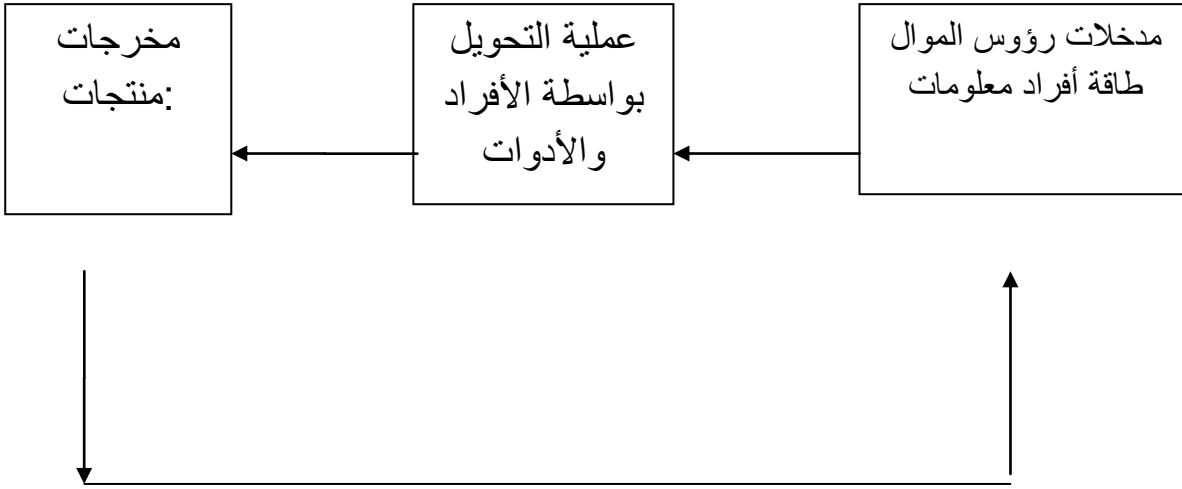 مدخلات رؤوس الموال
طاقة أفراد معلومات
عملية التحويل
بواسطة الأفراد
والأدوات
مخرجات
:منتجات